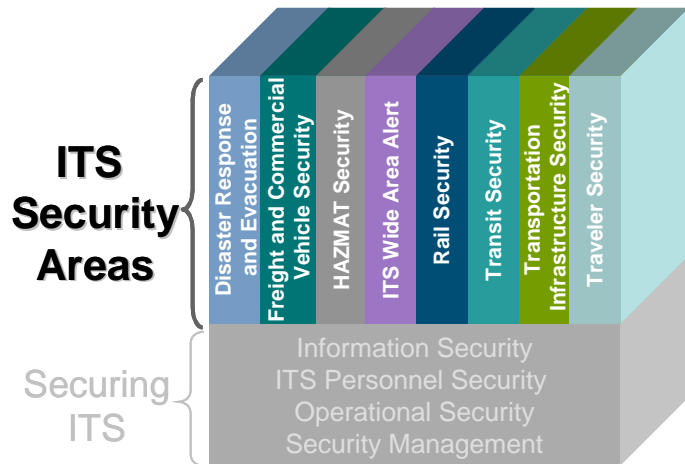 ITS
Security
Areas
Disaster Response
and Evacuation
Freight and Commercial
Vehicle Security
HAZMAT Security
ITS Wide Area Alert
Rail Security
Transit Security
Transportation
Infrastructure Security
Traveler Security
Securing
ITS
Information Security
ITS Personnel Security
Operational Security
Security Management